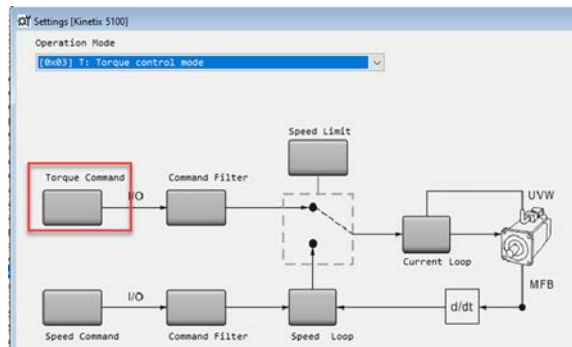 Settings [Kinetix 5100]
Operation Mode
[0x03] T: Torque control mode
Speed Limit
Torque Command
I/O
Command Filter
UVW
Current Loop
MFB
I/O
d/dt
Speed Command
Command Filter
Speed Loop